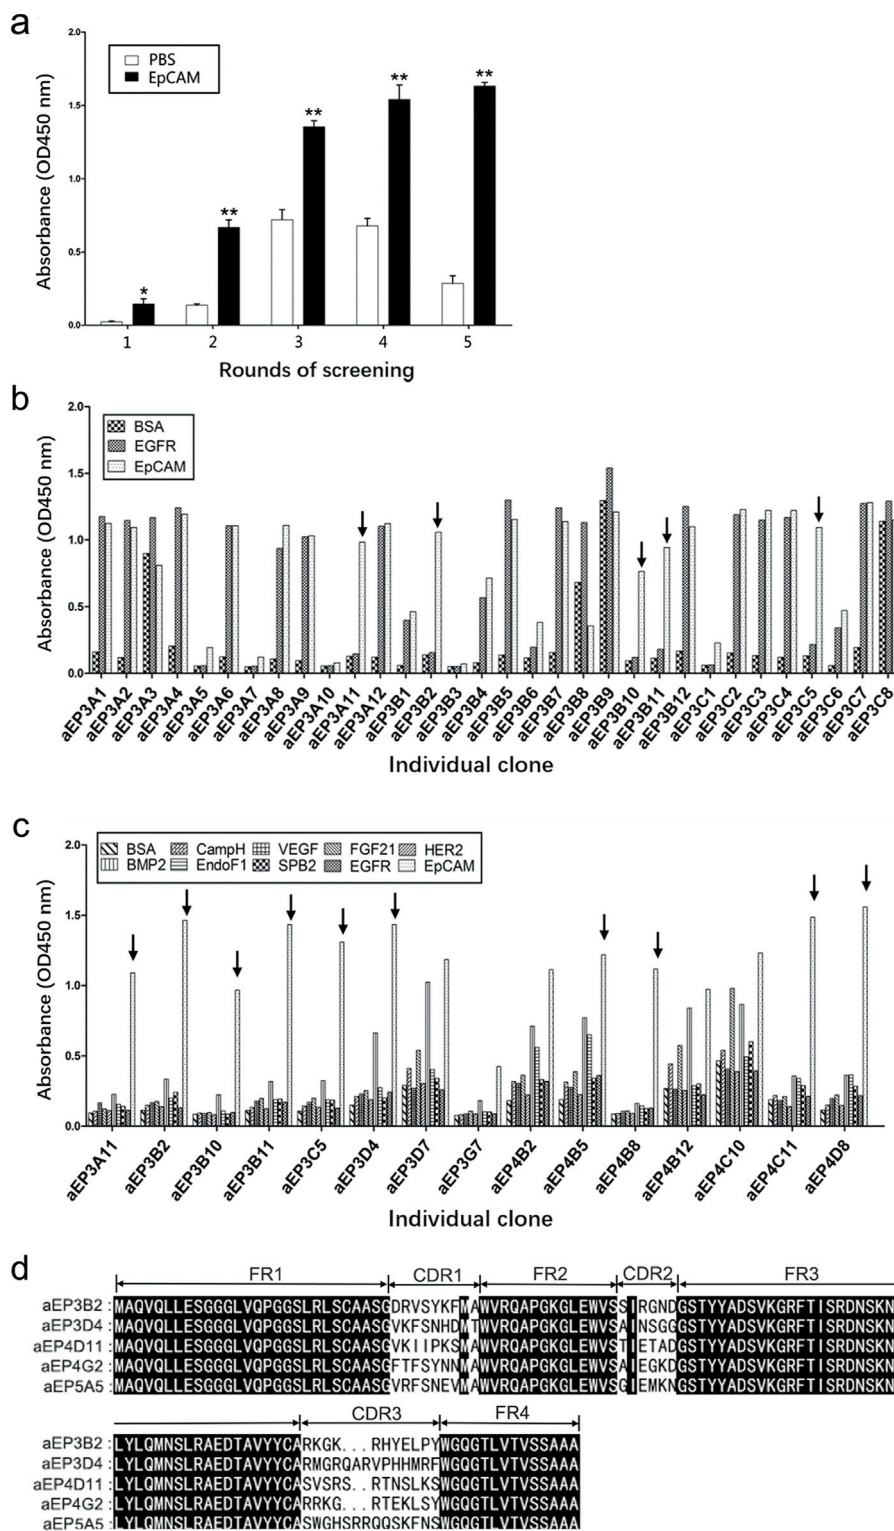 a
2.0
1.5
1.0
0.5
0.0
Absorbance (OD450 nm)
PBS
EpCAM
*
**
**
**
**
1 2 3 4 5
Rounds of screening
b
2.0
1.5
1.0
0.5
0.0
Absorbance (OD450 nm)
BSA
EGFR
EpCAM
aEP3A1
aEP3A2
aEP3A3
aEP3A4
aEP3A5
aEP3A6
aEP3A7
aEP3A8
aEP3A9
aEP3A10
aEP3A11
aEP3A12
aEP3B1
aEP3B2
aEP3B3
aEP3B4
aEP3B5
aEP3B6
aEP3B7
aEP3B8
aEP3B9
aEP3B10
aEP3B11
aEP3B12
aEP3C1
aEP3C2
aEP3C3
aEP3C4
aEP3C5
aEP3C6
aEP3C7
aEP3C8
Individual clone
c
2.0
1.5
1.0
0.5
0.0
Absorbance (OD450 nm)
BSA CampH VEGF FGF21 HER2
BMP2 EndoF1 SPB2 EGFR EpCAM
aEP3A11
aEP3B2
aEP3B10
aEP3B11
aEP3C5
aEP3D4
aEP3D7
aEP3G7
aEP4B2
aEP4B5
aEP4B8
aEP4B12
aEP4C10
aEP4C11
aEP4D8
Individual clone
d
FR1 CDR1 FR2 CDR2 FR3
aEP3B2 : MAQVQLLESGGGLVQPGGSLRLSCAASGDRVSYKFMAWVRQAPGKGLEWVSSIRGNDGSTYYADSVKGRFTISRDNSKN
aEP3D4 : MAQVQLLESGGGLVQPGGSLRLSCAASGVKFSNHDMTWVRQAPGKGLEWVSAINSGGGSTYYADSVKGRFTISRDNSKN
aEP4D11 : MAQVQLLESGGGLVQPGGSLRLSCAASGVKIIPKSMAWVRQAPGKGLEWVSTIETADGSTYYADSVKGRFTISRDNSKN
aEP4G2 : MAQVQLLESGGGLVQPGGSLRLSCAASGFTFSYNNMAWVRQAPGKGLEWVSAIEGKDGSTYYADSVKGRFTISRDNSKN
aEP5A5 : MAQVQLLESGGGLVQPGGSLRLSCAASGVRFSNEVMAWVRQAPGKGLEWVSGIEMKNGSTYYADSVKGRFTISRDNSKN
CDR3 FR4
aEP3B2 : LYLQMNSLRAEDTAVYYCARKGK...RHYELPYWGQGTLVTVSSAAA
aEP3D4 : LYLQMNSLRAEDTAVYYCARMGRQARVPHHMRFWGQGTLVTVSSAAA
aEP4D11 : LYLQMNSLRAEDTAVYYCASVSRS..RTNSLKSWGQGTLVTVSSAAA
aEP4G2 : LYLQMNSLRAEDTAVYYCARRKG...RTEKLSYWGQGTLVTVSSAAA
aEP5A5 : LYLQMNSLRAEDTAVYYCASWGHSRRQQSKFNSWGQGTLVTVSSAAA